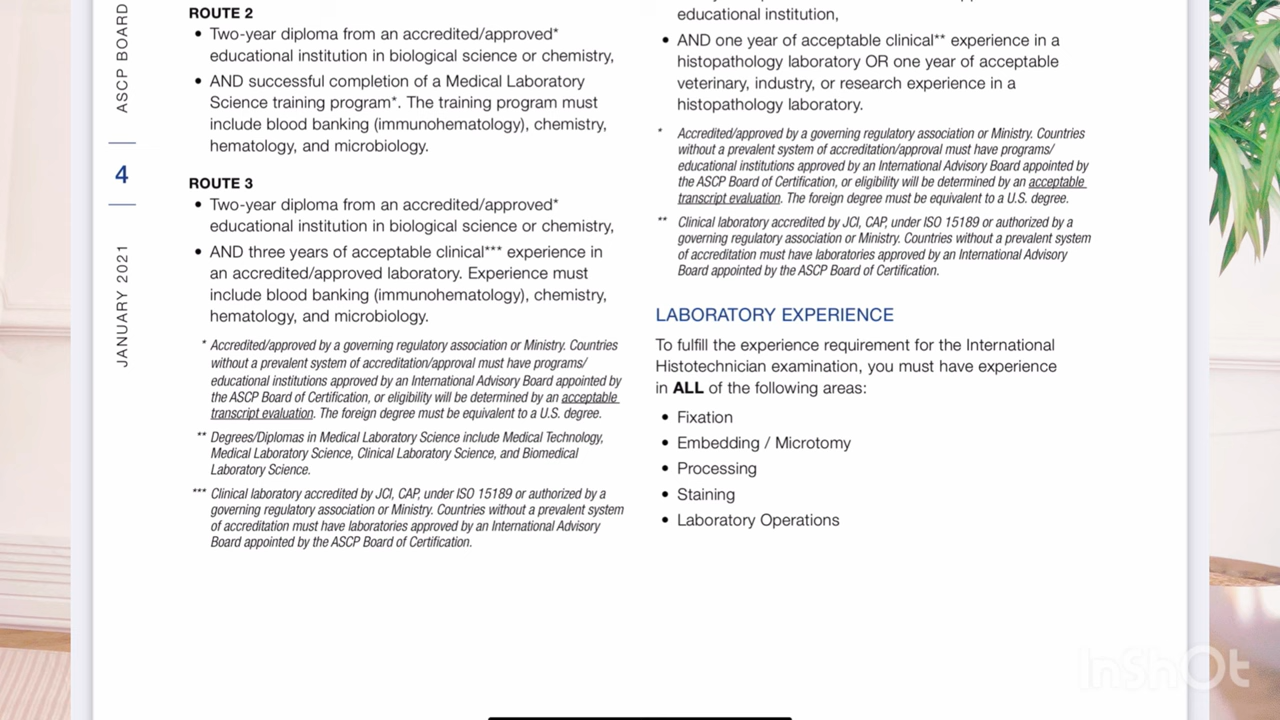 ASCP BOARD
4
JANUARY 2021
ROUTE 2
• Two-year diploma from an accredited/approved*
educational institution in biological science or chemistry,
• AND successful completion of a Medical Laboratory
Science training program*. The training program must
include blood banking (immunohematology), chemistry,
hematology, and microbiology.
ROUTE 3
• Two-year diploma from an accredited/approved*
educational institution in biological science or chemistry,
• AND three years of acceptable clinical*** experience in
an accredited/approved laboratory. Experience must
include blood banking (immunohematology), chemistry,
hematology, and microbiology.
* Accredited/approved by a governing regulatory association or Ministry. Countries
without a prevalent system of accreditation/approval must have programs/
educational institutions approved by an International Advisory Board appointed by
the ASCP Board of Certification, or eligibility will be determined by an acceptable
transcript evaluation. The foreign degree must be equivalent to a U.S. degree.
** Degrees/Diplomas in Medical Laboratory Science include Medical Technology,
Medical Laboratory Science, Clinical Laboratory Science, and Biomedical
Laboratory Science.
*** Clinical laboratory accredited by JCI, CAP, under ISO 15189 or authorized by a
governing regulatory association or Ministry. Countries without a prevalent system
of accreditation must have laboratories approved by an International Advisory
Board appointed by the ASCP Board of Certification.
educational institution,
• AND one year of acceptable clinical** experience in a
histopathology laboratory OR one year of acceptable
veterinary, industry, or research experience in a
histopathology laboratory.
* Accredited/approved by a governing regulatory association or Ministry. Countries
without a prevalent system of accreditation/approval must have programs/
educational institutions approved by an International Advisory Board appointed by
the ASCP Board of Certification, or eligibility will be determined by an acceptable
transcript evaluation. The foreign degree must be equivalent to a U.S. degree.
** Clinical laboratory accredited by JCI, CAP, under ISO 15189 or authorized by a
governing regulatory association or Ministry. Countries without a prevalent system
of accreditation must have laboratories approved by an International Advisory
Board appointed by the ASCP Board of Certification.
LABORATORY EXPERIENCE
To fulfill the experience requirement for the International
Histotechnician examination, you must have experience
in ALL of the following areas:
• Fixation
• Embedding / Microtomy
• Processing
• Staining
• Laboratory Operations
InShOt